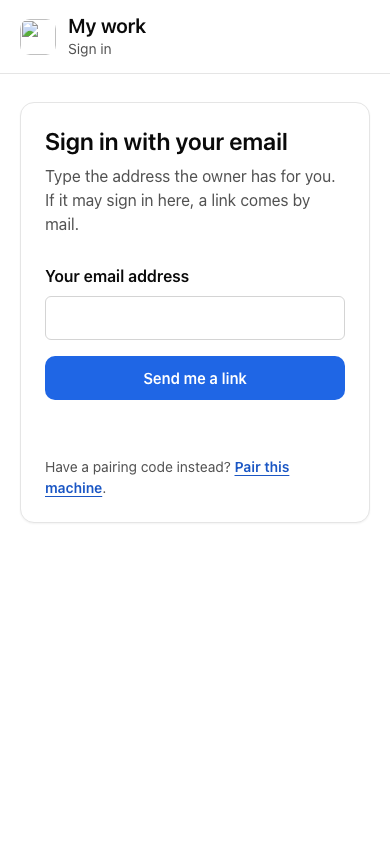 My work
Sign in
Sign in with your email
Type the address the owner has for you.
If it may sign in here, a link comes by
mail.
Your email address
Send me a link
Have a pairing code instead? Pair this
machine.